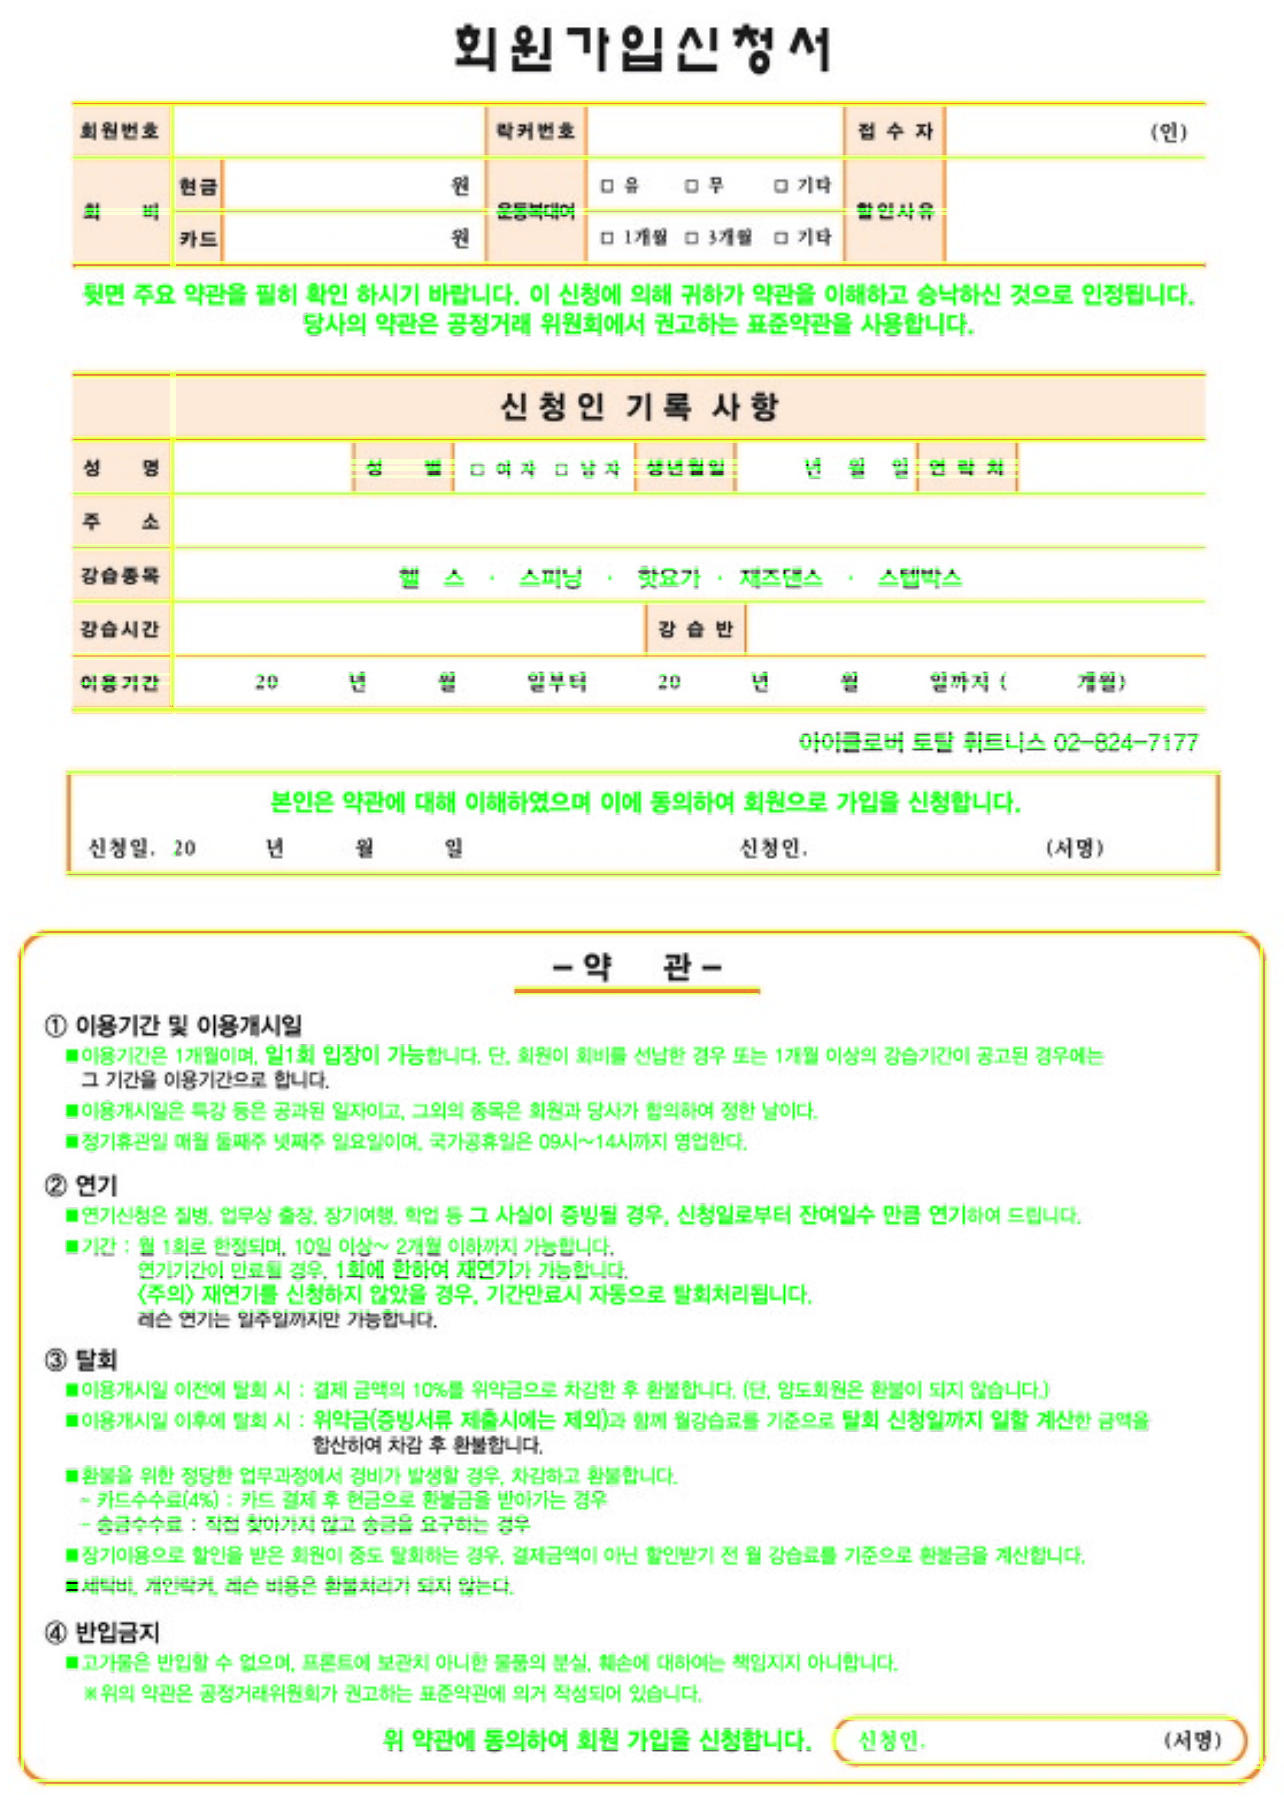 회원가입신청서
회원번호 락커번호 접 수 자 (인)
회 비 현금 원 운동복대여 □ 유 □ 무 □ 기타 할인사유
카드 원 □ 1개월 □ 3개월 □ 기타
뒷면 주요 약관을 필히 확인 하시기 바랍니다. 이 신청에 의해 귀하가 약관을 이해하고 승낙하신 것으로 인정됩니다.
당사의 약관은 공정거래 위원회에서 권고하는 표준약관을 사용합니다.
신청인 기록 사항
성 명 성 별 □ 여 자 □ 남 자 생년월일 년 월 일 연 락 처
주 소
강습종목 헬 스 · 스피닝 · 핫요가 · 재즈댄스 · 스텝박스
강습시간 강 습 반
이용기간 20 년 월 일부터 20 년 월 일까지 ( 개월)
아이클로버 토탈 휘트니스 02-824-7177
본인은 약관에 대해 이해하였으며 이에 동의하여 회원으로 가입을 신청합니다.
신청일. 20 년 월 일 신청인. (서명)
- 약 관 -
① 이용기간 및 이용개시일
■이용기간은 1개월이며, 일1회 입장이 가능합니다. 단, 회원이 회비를 선납한 경우 또는 1개월 이상의 강습기간이 공고된 경우에는
그 기간을 이용기간으로 합니다.
■이용개시일은 특강 등은 공과된 일자이고, 그외의 종목은 회원과 당사가 합의하여 정한 날이다.
■정기휴관일 매월 둘째주 넷째주 일요일이며, 국가공휴일은 09시~14시까지 영업한다.
② 연기
■연기신청은 질병, 업무상 출장, 장기여행, 학업 등 그 사실이 증빙될 경우, 신청일로부터 잔여일수 만큼 연기하여 드립니다.
■기간 : 월 1회로 한정되며, 10일 이상~ 2개월 이하까지 가능합니다.
연기기간이 만료될 경우, 1회에 한하여 재연기가 가능합니다.
<주의> 재연기를 신청하지 않았을 경우, 기간만료시 자동으로 탈회처리됩니다.
레슨 연기는 일주일까지만 가능합니다.
③ 탈회
■이용개시일 이전에 탈회 시 : 결제 금액의 10%를 위약금으로 차감한 후 환불합니다. (단, 양도회원은 환불이 되지 않습니다.)
■이용개시일 이후에 탈회 시 : 위약금(증빙서류 제출시에는 제외)과 함께 월강습료를 기준으로 탈회 신청일까지 일할 계산한 금액을
합산하여 차감 후 환불합니다.
■환불을 위한 정당한 업무과정에서 경비가 발생할 경우, 차감하고 환불합니다.
~ 카드수수료(4%) : 카드 결제 후 현금으로 환불금을 받아가는 경우
- 송금수수료 : 직접 찾아가지 않고 송금을 요구하는 경우
■장기이용으로 할인을 받은 회원이 중도 탈회하는 경우, 결제금액이 아닌 할인받기 전 월 강습료를 기준으로 환불금을 계산합니다.
■세탁비, 개인락커, 레슨 비용은 환불처리가 되지 않는다.
④ 반입금지
■고가물은 반입할 수 없으며, 프론트에 보관치 아니한 물품의 분실, 훼손에 대하여는 책임지지 아니합니다.
※위의 약관은 공정거래위원회가 권고하는 표준약관에 의거 작성되어 있습니다.
위 약관에 동의하여 회원 가입을 신청합니다. 신청인. (서명)